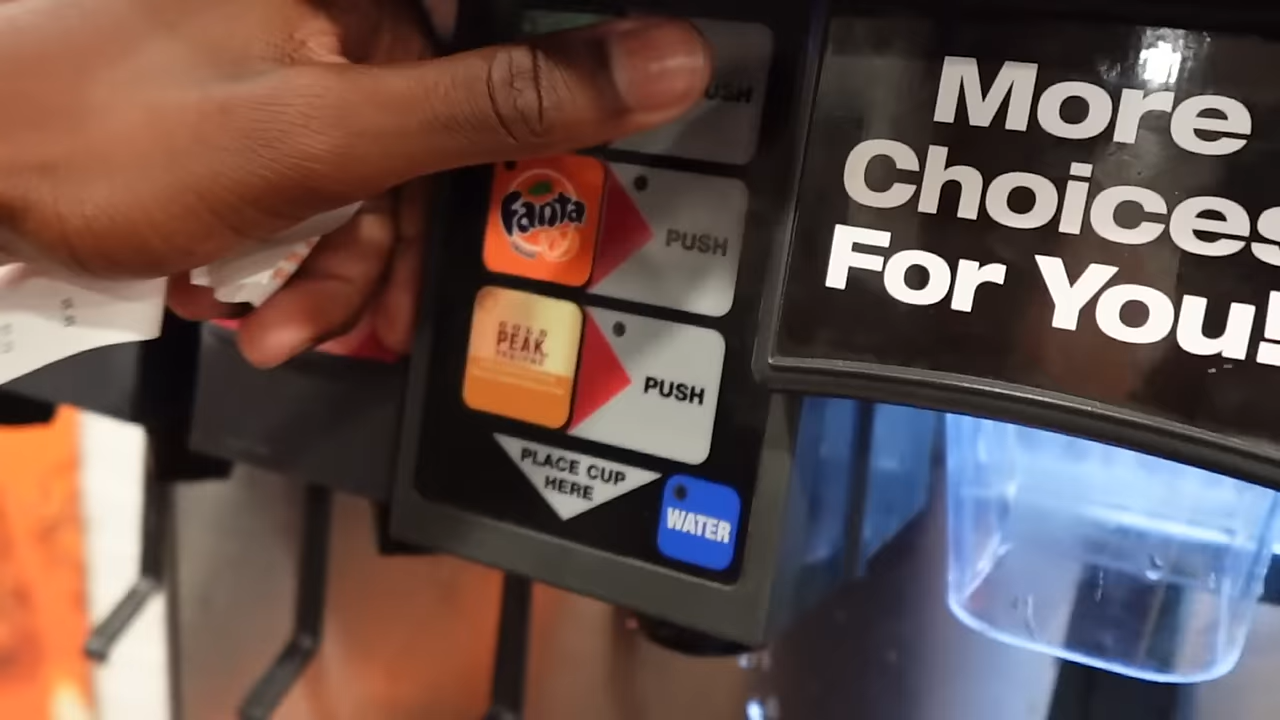 PUSH
More
Choices
For You!
Fanta
PUSH
GOLD
PEAK
PUSH
PLACE CUP
HERE
WATER